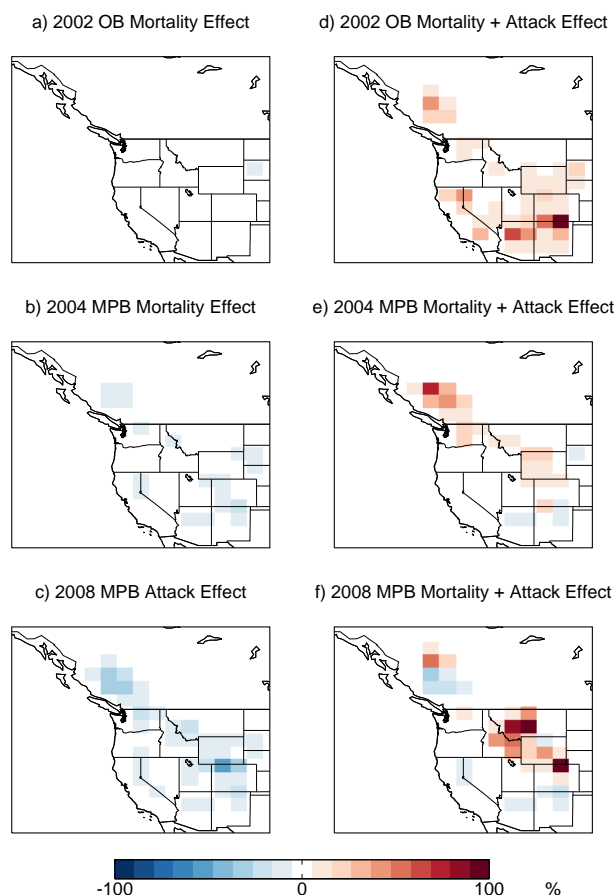 a) 2002 OB Mortality Effect
d) 2002 OB Mortality + Attack Effect
b) 2004 MPB Mortality Effect
e) 2004 MPB Mortality + Attack Effect
c) 2008 MPB Attack Effect
f) 2008 MPB Mortality + Attack Effect
-100 0 100 %